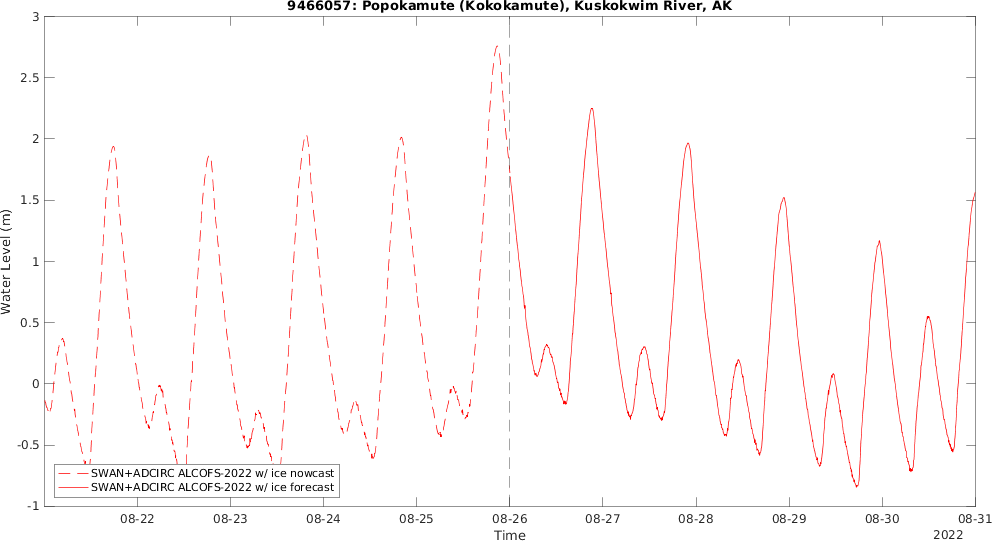 9466057: Popokamute (Kokokamute), Kuskokwim River, AK
3
2.5
2
1.5
1
0.5
0
-0.5
-1
Water Level (m)
SWAN+ADCIRC ALCOFS-2022 w/ ice nowcast
SWAN+ADCIRC ALCOFS-2022 w/ ice forecast
08-22 08-23 08-24 08-25 08-26 08-27 08-28 08-29 08-30 08-31
Time
2022